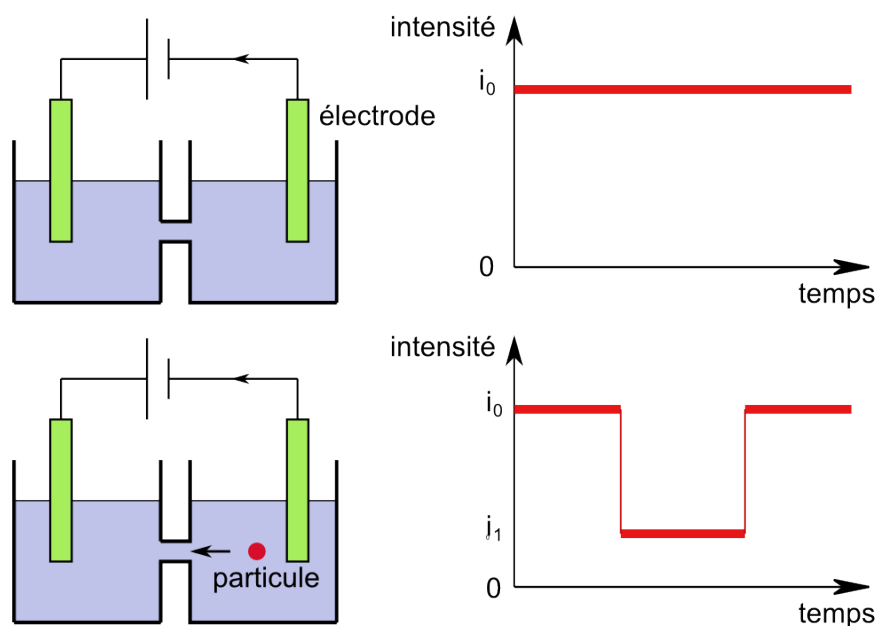 intensité
i₀
électrode
0
temps
intensité
i₀
i₁
particule
0
temps